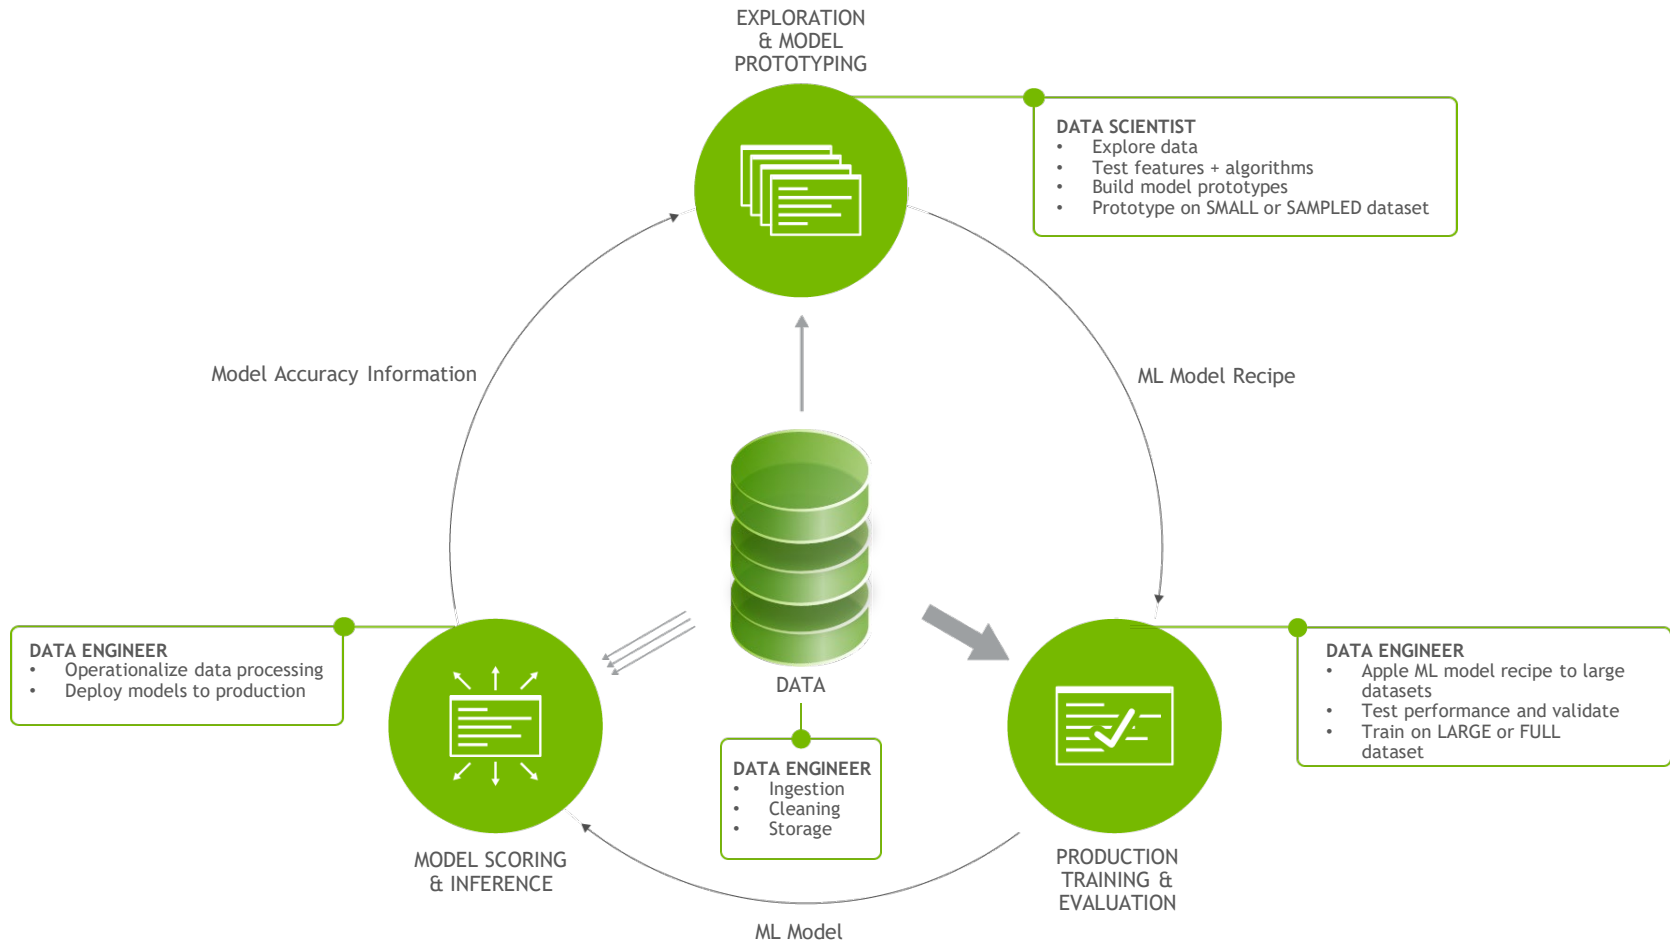 EXPLORATION
& MODEL
PROTOTYPING
DATA SCIENTIST
• Explore data
• Test features + algorithms
• Build model prototypes
• Prototype on SMALL or SAMPLED dataset
Model Accuracy Information
ML Model Recipe
DATA ENGINEER
• Operationalize data processing
• Deploy models to production
DATA
DATA ENGINEER
• Ingestion
• Cleaning
• Storage
DATA ENGINEER
• Apple ML model recipe to large
datasets
• Test performance and validate
• Train on LARGE or FULL
dataset
MODEL SCORING
& INFERENCE
PRODUCTION
TRAINING &
EVALUATION
ML Model